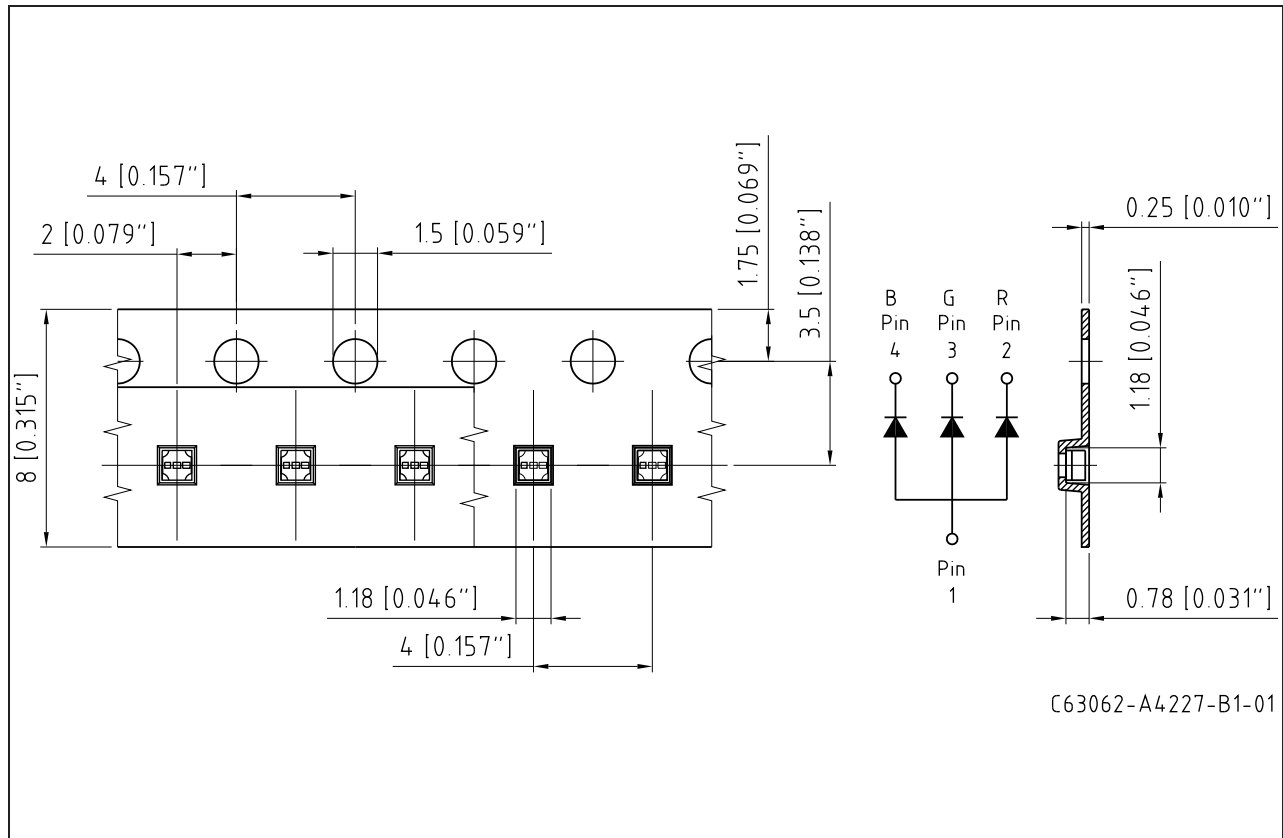 4 [0.157"]
2 [0.079"]
1.5 [0.059"]
1.75 [0.069"]
3.5 [0.138"]
8 [0.315"]
1.18 [0.046"]
4 [0.157"]
B
Pin
4
G
Pin
3
R
Pin
2
Pin
1
0.25 [0.010"]
1.18 [0.046"]
0.78 [0.031"]
C63062-A4227-B1-01